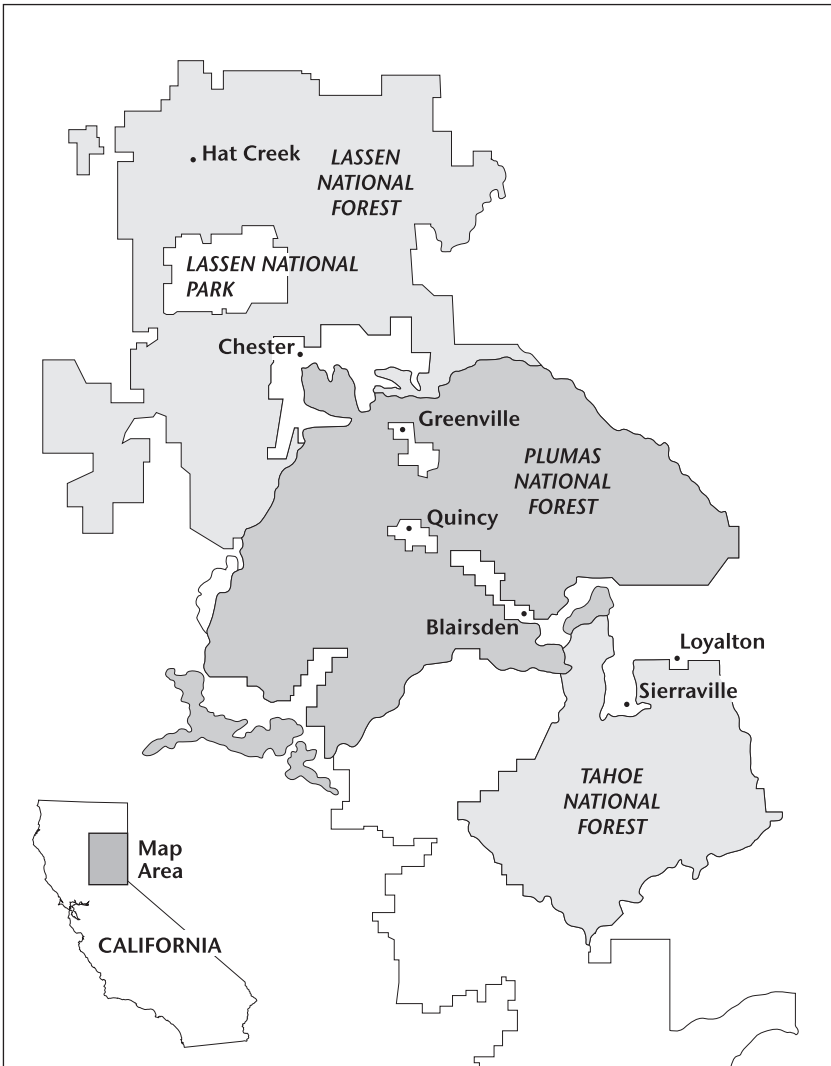 Hat Creek
LASSEN
NATIONAL
FOREST
LASSEN NATIONAL
PARK
Chester
Greenville
PLUMAS
NATIONAL
FOREST
Quincy
Blairsden
Loyalton
Sierraville
TAHOE
NATIONAL
FOREST
Map
Area
CALIFORNIA